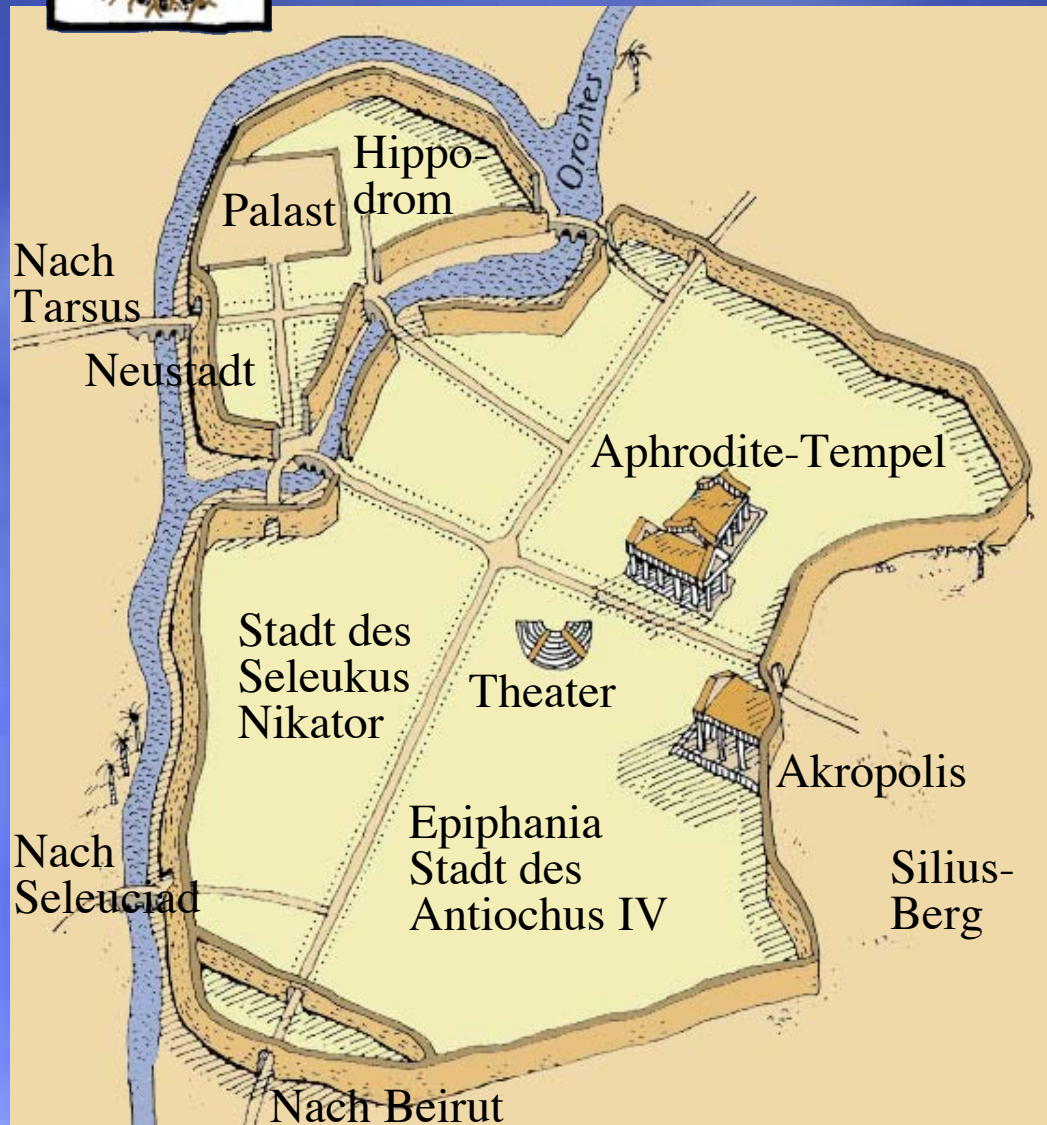 Orontes
Hippo-
drom
Palast
Nach
Tarsus
Neustadt
Aphrodite-Tempel
Stadt des
Seleukus
Nikator
Theater
Akropolis
Epiphania
Stadt des
Antiochus IV
Nach
Seleuciad
Silius-
Berg
Nach Beirut